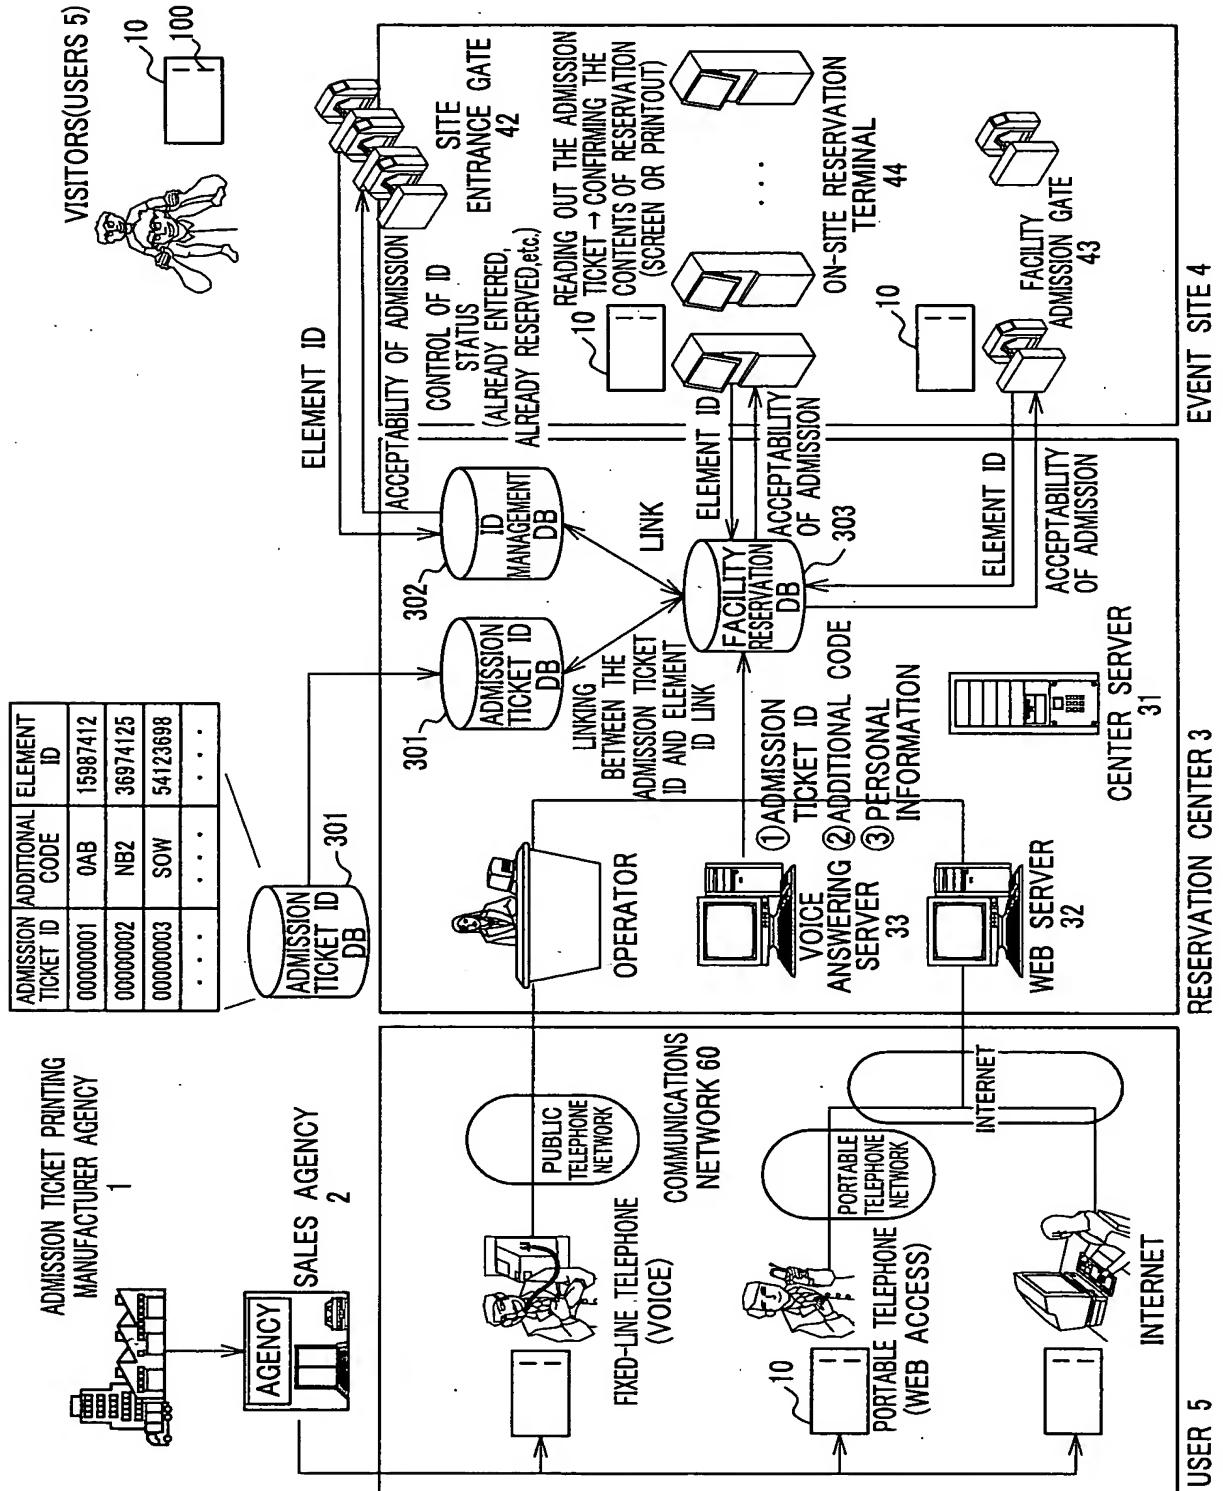 ADMISSION TICKET PRINTING
MANUFACTURER AGENCY
1
AGENCY
SALES AGENCY
2
ADMISSION
TICKET ID
ADDITIONAL
CODE
ELEMENT
ID
00000001
0AB
15987412
00000002
NB2
36974125
00000003
SOW
54123698
. . .
. . .
. . .
ADMISSION
TICKET ID
DB
301
VISITORS(USERS 5)
10
100
FIXED-LINE TELEPHONE
(VOICE)
PUBLIC
TELEPHONE
NETWORK
COMMUNICATIONS
NETWORK 60
10
PORTABLE TELEPHONE
(WEB ACCESS)
PORTABLE
TELEPHONE
NETWORK
INTERNET
INTERNET
USER 5
OPERATOR
VOICE
ANSWERING
SERVER
33
WEB SERVER
32
①ADMISSION
TICKET ID
②ADDITIONAL CODE
③PERSONAL
INFORMATION
301
ADMISSION
TICKET ID
DB
302
ID
MANAGEMENT
DB
LINKING
BETWEEN THE
ADMISSION TICKET
ID AND ELEMENT
ID LINK
LINK
FACILITY
RESERVATION
DB
303
CENTER SERVER
31
RESERVATION CENTER 3
ELEMENT ID
ACCEPTABILITY OF ADMISSION
CONTROL OF ID
STATUS
(ALREADY ENTERED,
ALREADY RESERVED,etc.)
ELEMENT ID
ACCEPTABILITY
OF ADMISSION
ELEMENT ID
ACCEPTABILITY
OF ADMISSION
SITE
ENTRANCE GATE
42
READING OUT THE ADMISSION
TICKET → CONFIRMING THE
CONTENTS OF RESERVATION
(SCREEN OR PRINTOUT)
10
. . .
ON-SITE RESERVATION
TERMINAL
44
10
FACILITY
ADMISSION GATE
43
EVENT SITE 4